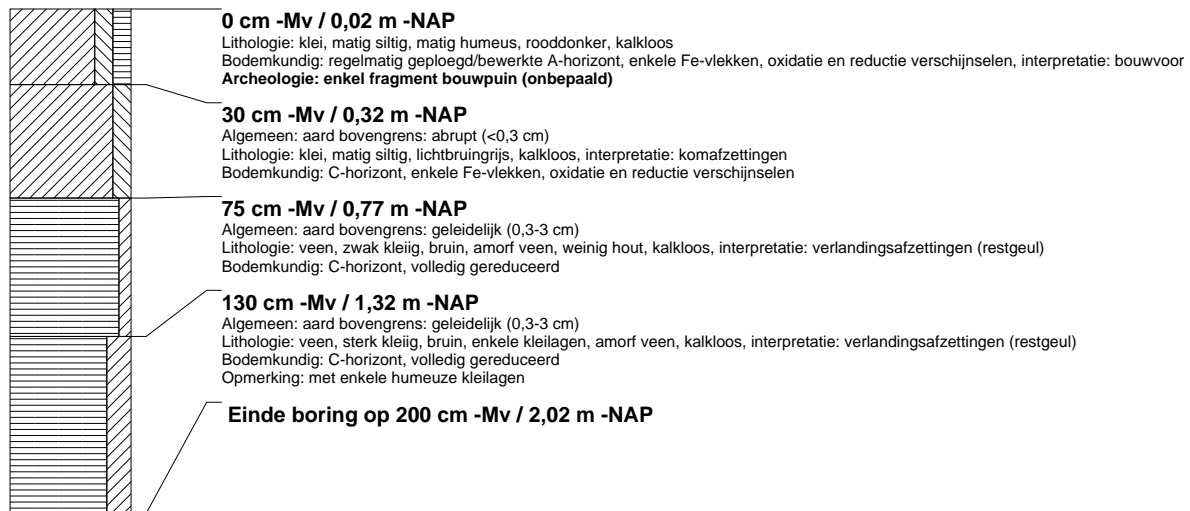 0 cm -Mv / 0,02 m -NAP
Lithologie: klei, matig siltig, matig humeus, rooddonker, kalkloos
Bodemkundig: regelmatig geploegd/bewerkte A-horizont, enkele Fe-vlekken, oxidatie en reductie verschijnselen, interpretatie: bouwvoor
Archeologie: enkel fragment bouwpuin (onbepaald)
30 cm -Mv / 0,32 m -NAP
Algemeen: aard bovengrens: abrupt (<0,3 cm)
Lithologie: klei, matig siltig, lichtbruingrijs, kalkloos, interpretatie: komafzettingen
Bodemkundig: C-horizont, enkele Fe-vlekken, oxidatie en reductie verschijnselen
75 cm -Mv / 0,77 m -NAP
Algemeen: aard bovengrens: geleidelijk (0,3-3 cm)
Lithologie: veen, zwak kleiig, bruin, amorf veen, weinig hout, kalkloos, interpretatie: verlandingsafzettingen (restgeul)
Bodemkundig: C-horizont, volledig gereduceerd
130 cm -Mv / 1,32 m -NAP
Algemeen: aard bovengrens: geleidelijk (0,3-3 cm)
Lithologie: veen, sterk kleiig, bruin, enkele kleilagen, amorf veen, kalkloos, interpretatie: verlandingsafzettingen (restgeul)
Bodemkundig: C-horizont, volledig gereduceerd
Opmerking: met enkele humeuze kleilagen
Einde boring op 200 cm -Mv / 2,02 m -NAP